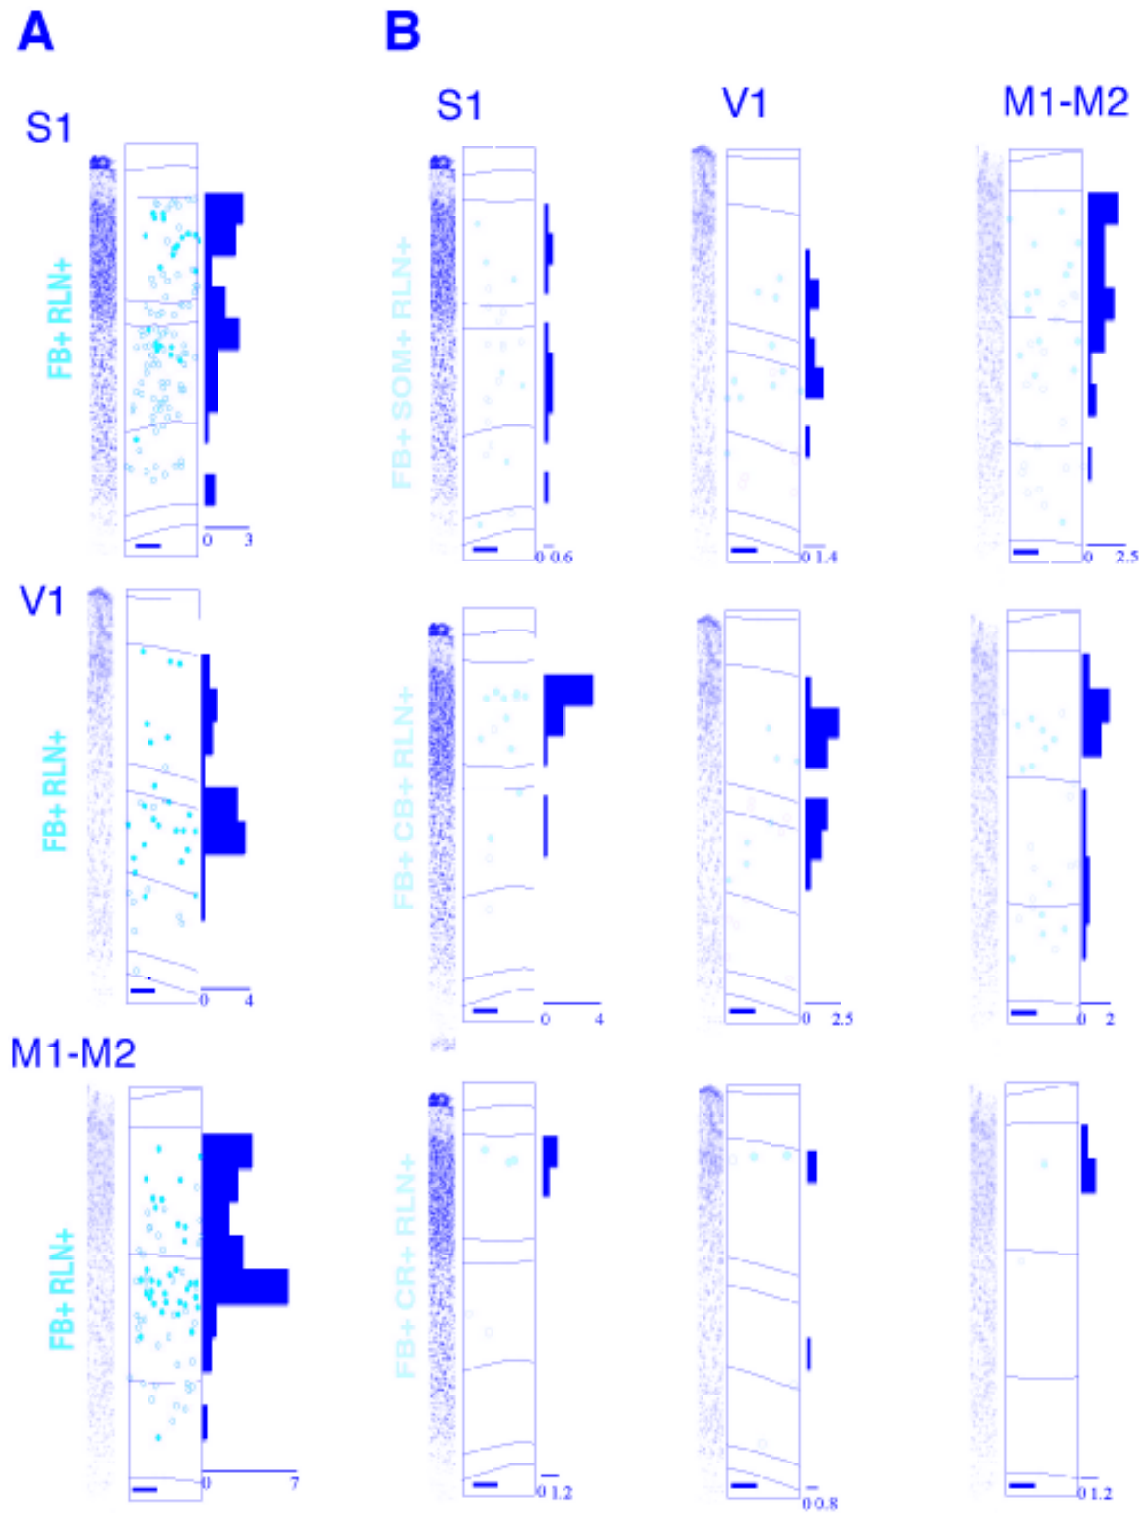 A
B
S1
S1
V1
M1-M2
FB+ RLN+
0 3
FB+ SOM+ RLN+
0 0.6
0 1.4
0 2.5
V1
FB+ RLN+
0 4
FB+ CB+ RLN+
0 4
0 2.5
0 2
M1-M2
FB+ RLN+
0 7
FB+ CR+ RLN+
0 1.2
0 0.8
0 1.2